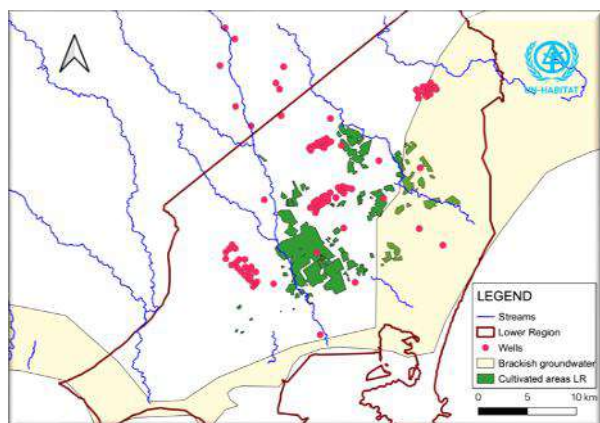 UN-HABITAT
LEGEND
Streams
Lower Region
Wells
Brackish groundwater
Cultivated areas LR
0 5 10 km